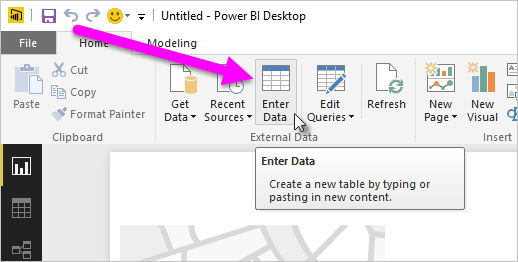 Untitled - Power BI Desktop
File
Home
Modeling
Paste
Cut
Copy
Format Painter
Clipboard
Get
Data
Recent
Sources
Enter
Data
Edit
Queries
Refresh
External Data
New
Page
New
Visual
Insert
Enter Data
Create a new table by typing or
pasting in new content.